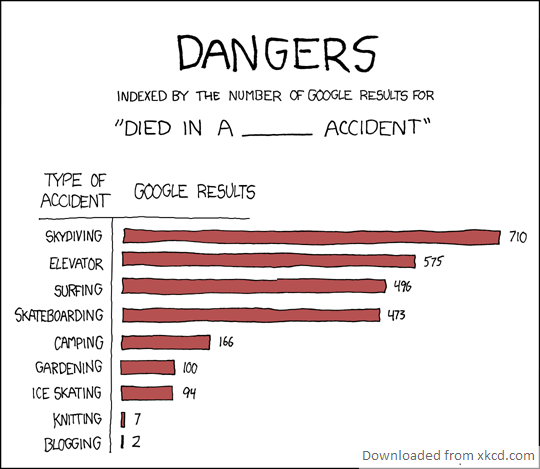 DANGERS
INDEXED BY THE NUMBER OF GOOGLE RESULTS FOR
"DIED IN A _____ ACCIDENT"
TYPE OF ACCIDENT GOOGLE RESULTS
SKYDIVING 710
ELEVATOR 575
SURFING 496
SKATEBOARDING 473
CAMPING 166
GARDENING 100
ICE SKATING 94
KNITTING 7
BLOGGING 2
Downloaded from xkcd.com